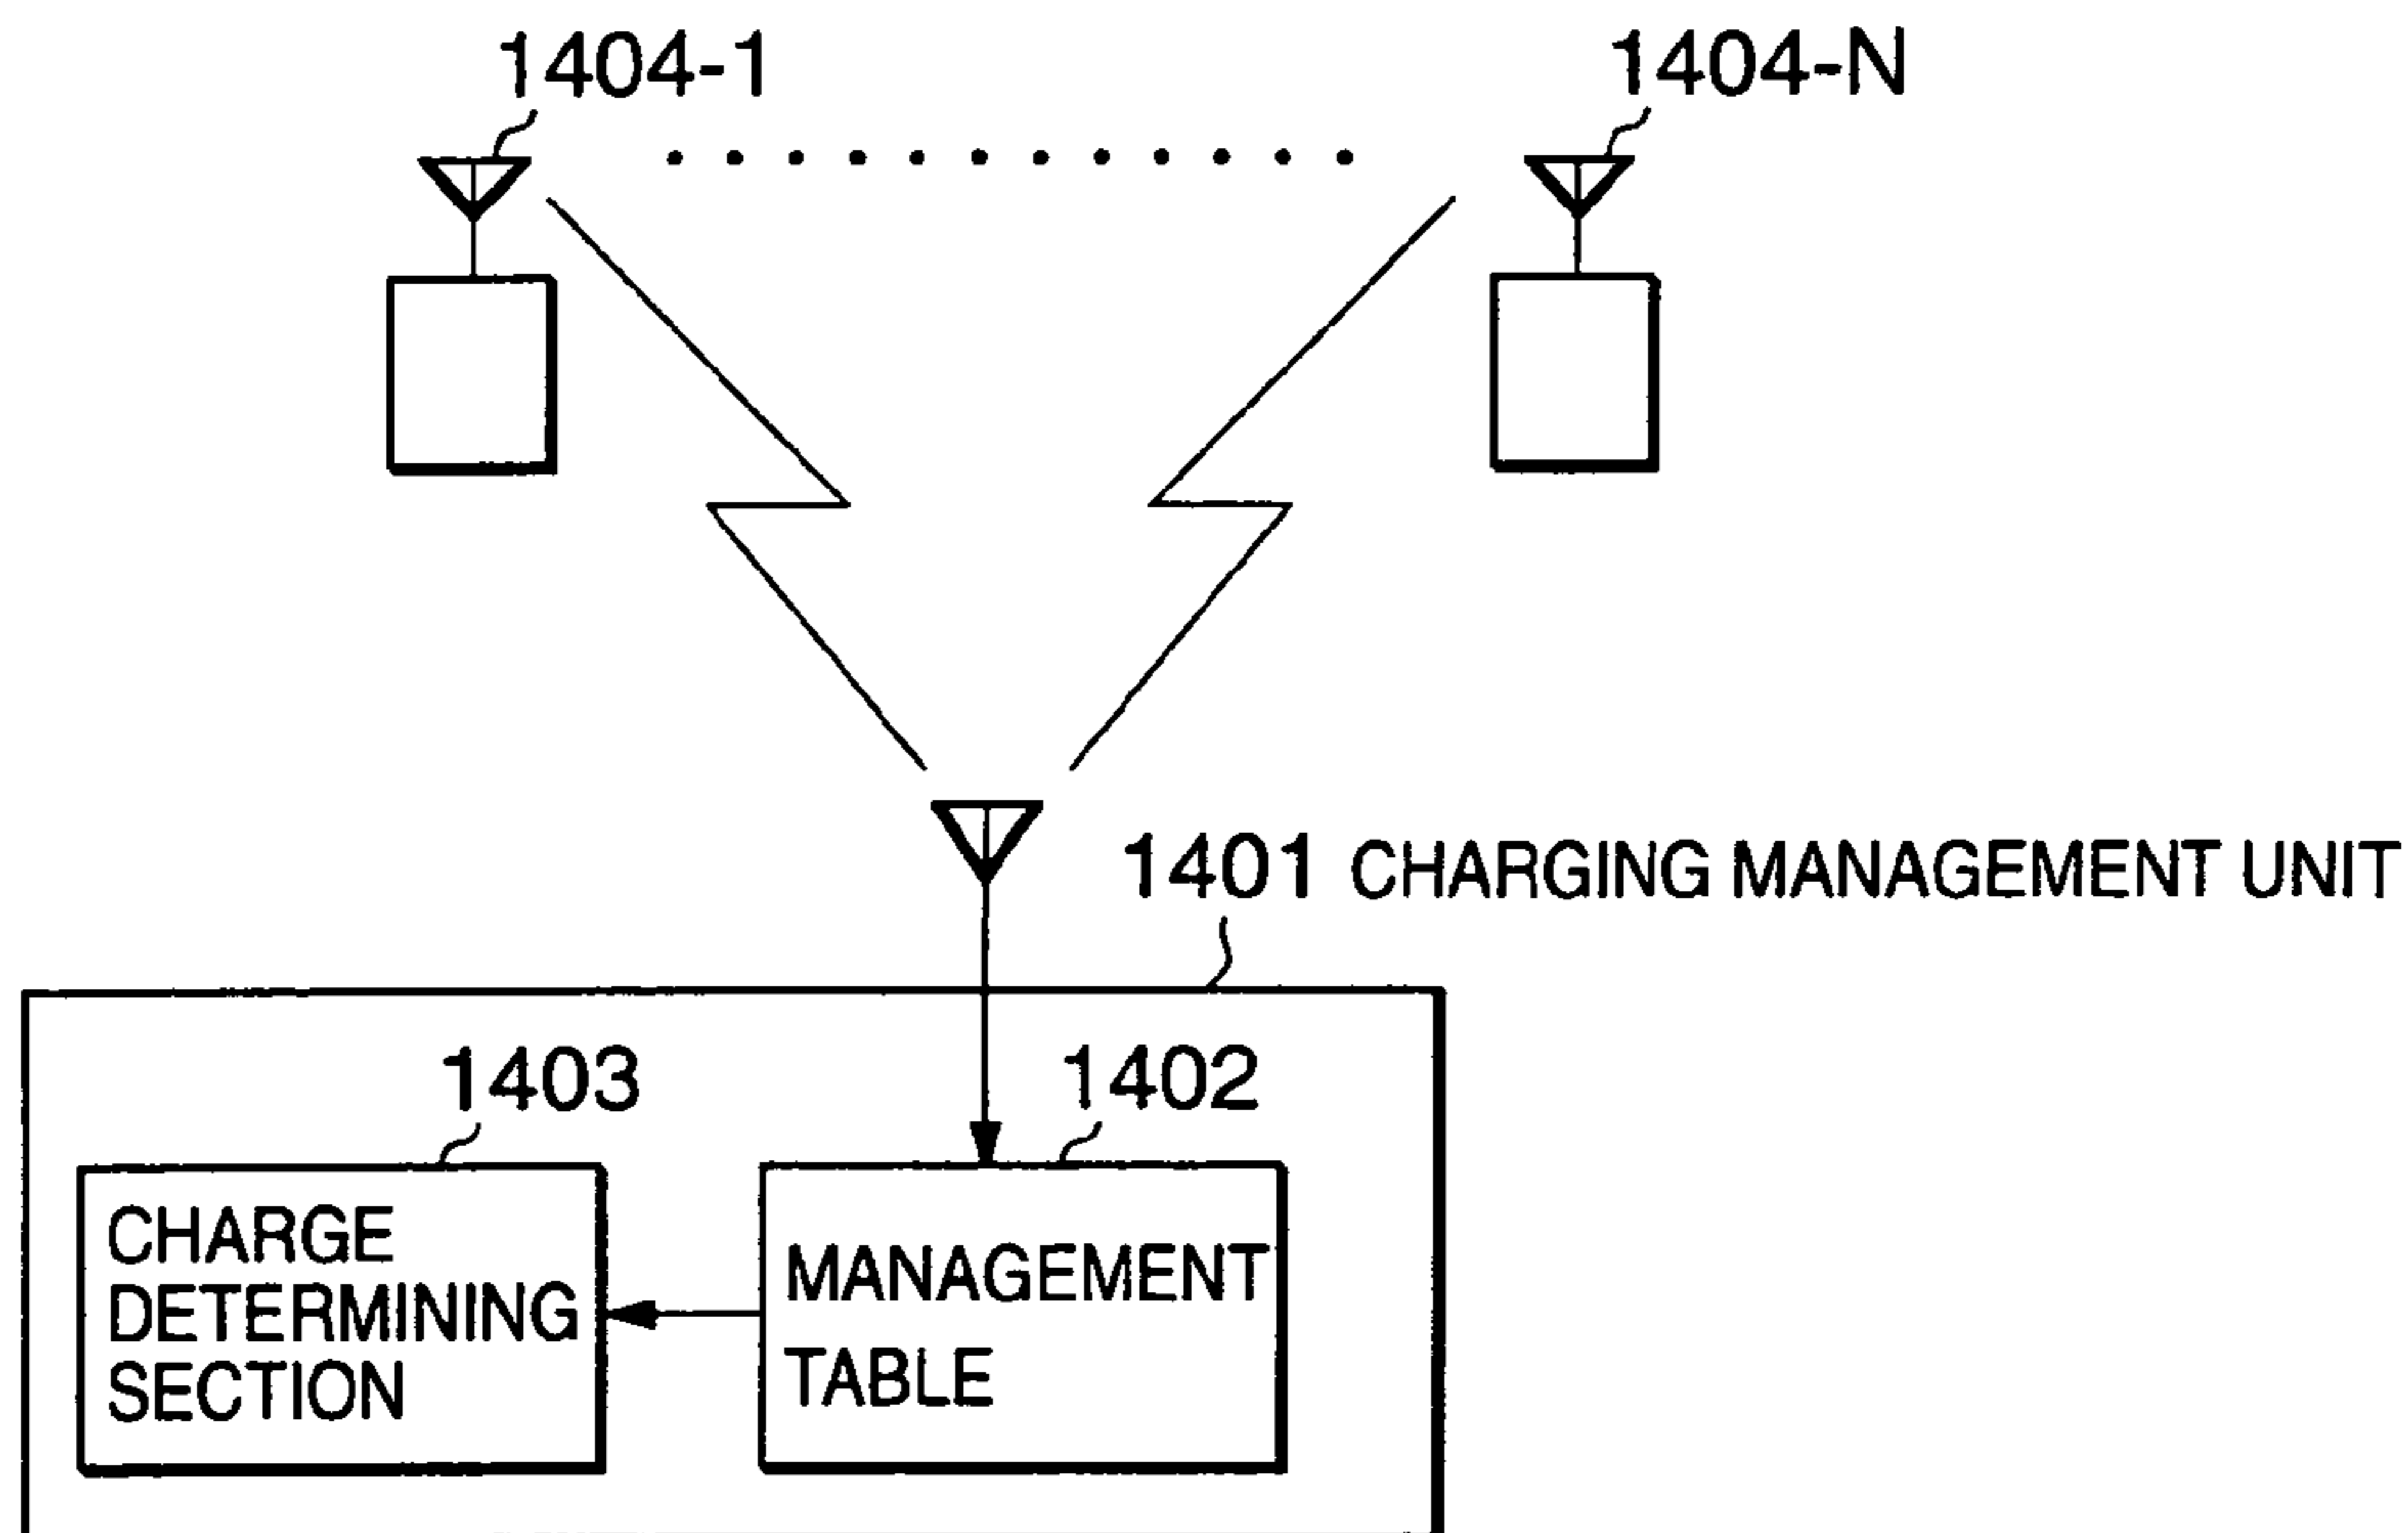 1404-1
1404-N
1401 CHARGING MANAGEMENT UNIT
1403
1402
CHARGE
DETERMINING
SECTION
MANAGEMENT
TABLE